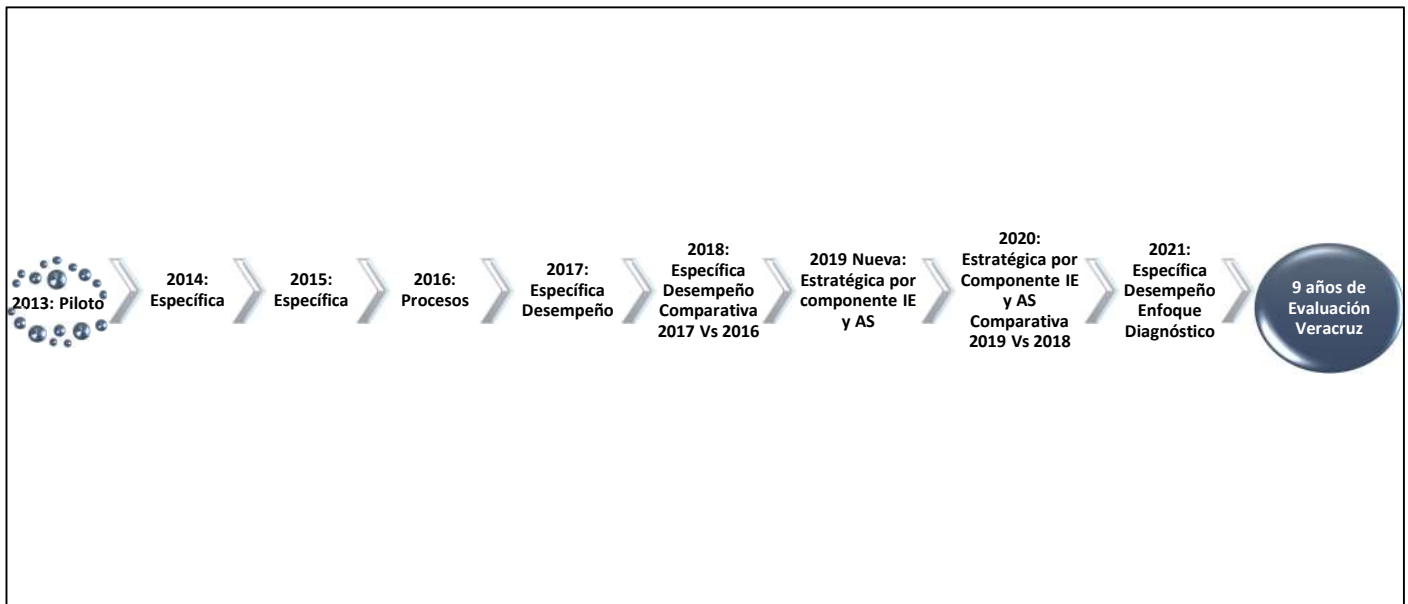 2013: Piloto
2014:
Específica
2015:
Específica
2016:
Procesos
2017:
Específica
Desempeño
2018:
Específica
Desempeño
Comparativa
2017 Vs 2016
2019 Nueva:
Estratégica por
componente IE
y AS
2020:
Estratégica por
Componente IE
y AS
Comparativa
2019 Vs 2018
2021:
Específica
Desempeño
Enfoque
Diagnóstico
9 años de
Evaluación
Veracruz